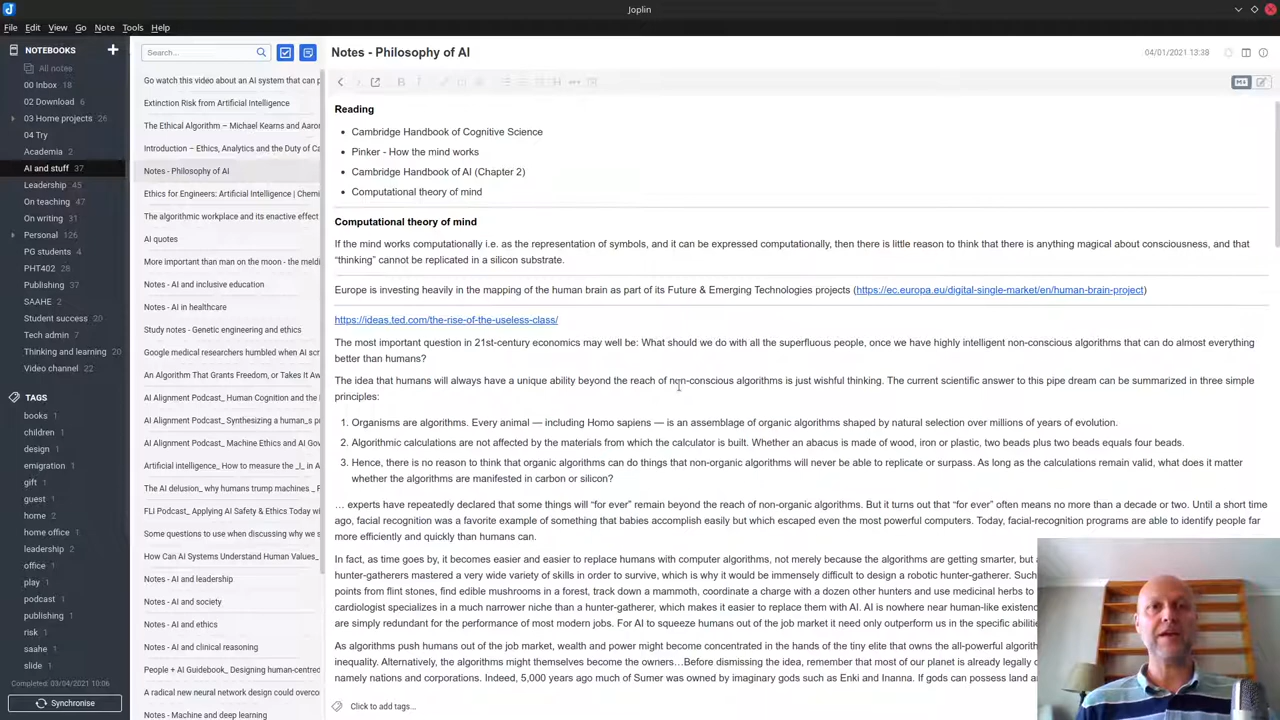 Joplin
File Edit View Go Note Tools Help
NOTEBOOKS
All notes
00 Inbox 18
02 Download 6
03 Home projects 26
04 Try
Academia 2
AI and stuff 37
Leadership 45
On teaching 47
On writing 31
Personal 126
PG students 4
PHT402 28
Publishing 37
SAAHE 2
Student success 20
Tech admin 7
Thinking and learning 20
Video channel 2
TAGS
books 1
children 2
design 1
emigration 1
gift 1
guest 1
home 2
home office 1
leadership 2
office 1
play 1
podcast 1
publishing 1
risk 1
saahe 1
slide 1
Completed: 03/04/2021 10:06
Synchronise
Search...
Go watch this video about an AI system that can p
Extinction Risk from Artificial Intelligence
The Ethical Algorithm – Michael Kearns and Aaron
Introduction – Ethics, Analytics and the Duty of Ca
Notes - Philosophy of AI
Ethics for Engineers: Artificial Intelligence | Chemi
The algorithmic workplace and its enactive effect
AI quotes
More important than man on the moon - the meldi
Notes - AI and inclusive education
Notes - AI in healthcare
Study notes - Genetic engineering and ethics
Google medical researchers humbled when AI scr
An Algorithm That Grants Freedom, or Takes it Aw
AI Alignment Podcast_ Human Cognition and the
AI Alignment Podcast_ Synthesizing a human_s p
AI Alignment Podcast_ Machine Ethics and AI Gov
Artificial intelligence_ How to measure the _I_ in A
The AI delusion_ why humans trump machines _ P
FLI Podcast_ Applying AI Safety & Ethics Today wi
Some questions to use when discussing why we s
How Can AI Systems Understand Human Values_
Notes - AI and leadership
Notes - AI and society
Notes - AI and ethics
Notes - AI and clinical reasoning
People + AI Guidebook_ Designing human-centred
A radical new neural network design could overco
Notes - Machine and deep learning
Notes - Philosophy of AI
04/01/2021 13:38
Reading
• Cambridge Handbook of Cognitive Science
• Pinker - How the mind works
• Cambridge Handbook of AI (Chapter 2)
• Computational theory of mind
Computational theory of mind
If the mind works computationally i.e. as the representation of symbols, and it can be expressed computationally, then there is little reason to think that there is anything magical about consciousness, and that
“thinking” cannot be replicated in a silicon substrate.
Europe is investing heavily in the mapping of the human brain as part of its Future & Emerging Technologies projects (https://ec.europa.eu/digital-single-market/en/human-brain-project)
https://ideas.ted.com/the-rise-of-the-useless-class/
The most important question in 21st-century economics may well be: What should we do with all the superfluous people, once we have highly intelligent non-conscious algorithms that can do almost everything
better than humans?
The idea that humans will always have a unique ability beyond the reach of non-conscious algorithms is just wishful thinking. The current scientific answer to this pipe dream can be summarized in three simple
principles:
1. Organisms are algorithms. Every animal — including Homo sapiens — is an assemblage of organic algorithms shaped by natural selection over millions of years of evolution.
2. Algorithmic calculations are not affected by the materials from which the calculator is built. Whether an abacus is made of wood, iron or plastic, two beads plus two beads equals four beads.
3. Hence, there is no reason to think that organic algorithms can do things that non-organic algorithms will never be able to replicate or surpass. As long as the calculations remain valid, what does it matter
whether the algorithms are manifested in carbon or silicon?
… experts have repeatedly declared that some things will “for ever” remain beyond the reach of non-organic algorithms. But it turns out that “for ever” often means no more than a decade or two. Until a short time
ago, facial recognition was a favorite example of something that babies accomplish easily but which escaped even the most powerful computers. Today, facial-recognition programs are able to identify people far
more efficiently and quickly than humans can.
In fact, as time goes by, it becomes easier and easier to replace humans with computer algorithms, not merely because the algorithms are getting smarter, but a
hunter-gatherers mastered a very wide variety of skills in order to survive, which is why it would be immensely difficult to design a robotic hunter-gatherer. Such
points from flint stones, find edible mushrooms in a forest, track down a mammoth, coordinate a charge with a dozen other hunters and use medicinal herbs to
cardiologist specializes in a much narrower niche than a hunter-gatherer, which makes it easier to replace them with AI. AI is nowhere near human-like existenc
are simply redundant for the performance of most modern jobs. For AI to squeeze humans out of the job market it need only outperform us in the specific abilitie
As algorithms push humans out of the job market, wealth and power might become concentrated in the hands of the tiny elite that owns the all-powerful algorith
inequality. Alternatively, the algorithms might themselves become the owners…Before dismissing the idea, remember that most of our planet is already legally o
namely nations and corporations. Indeed, 5,000 years ago much of Sumer was owned by imaginary gods such as Enki and Inanna. If gods can possess land a
Click to add tags...